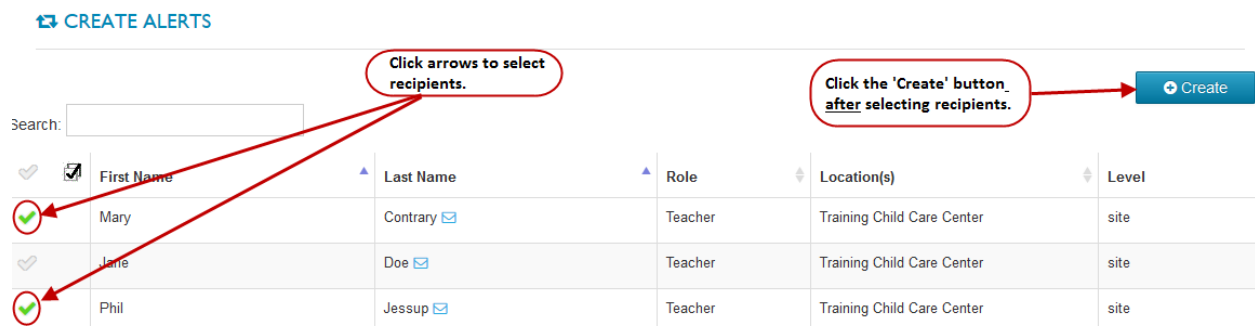 CREATE ALERTS
Click arrows to select
recipients.
Click the 'Create' button
after selecting recipients.
Create
Search:
First Name Last Name Role Location(s) Level
Mary Contrary Teacher Training Child Care Center site
Jane Doe Teacher Training Child Care Center site
Phil Jessup Teacher Training Child Care Center site